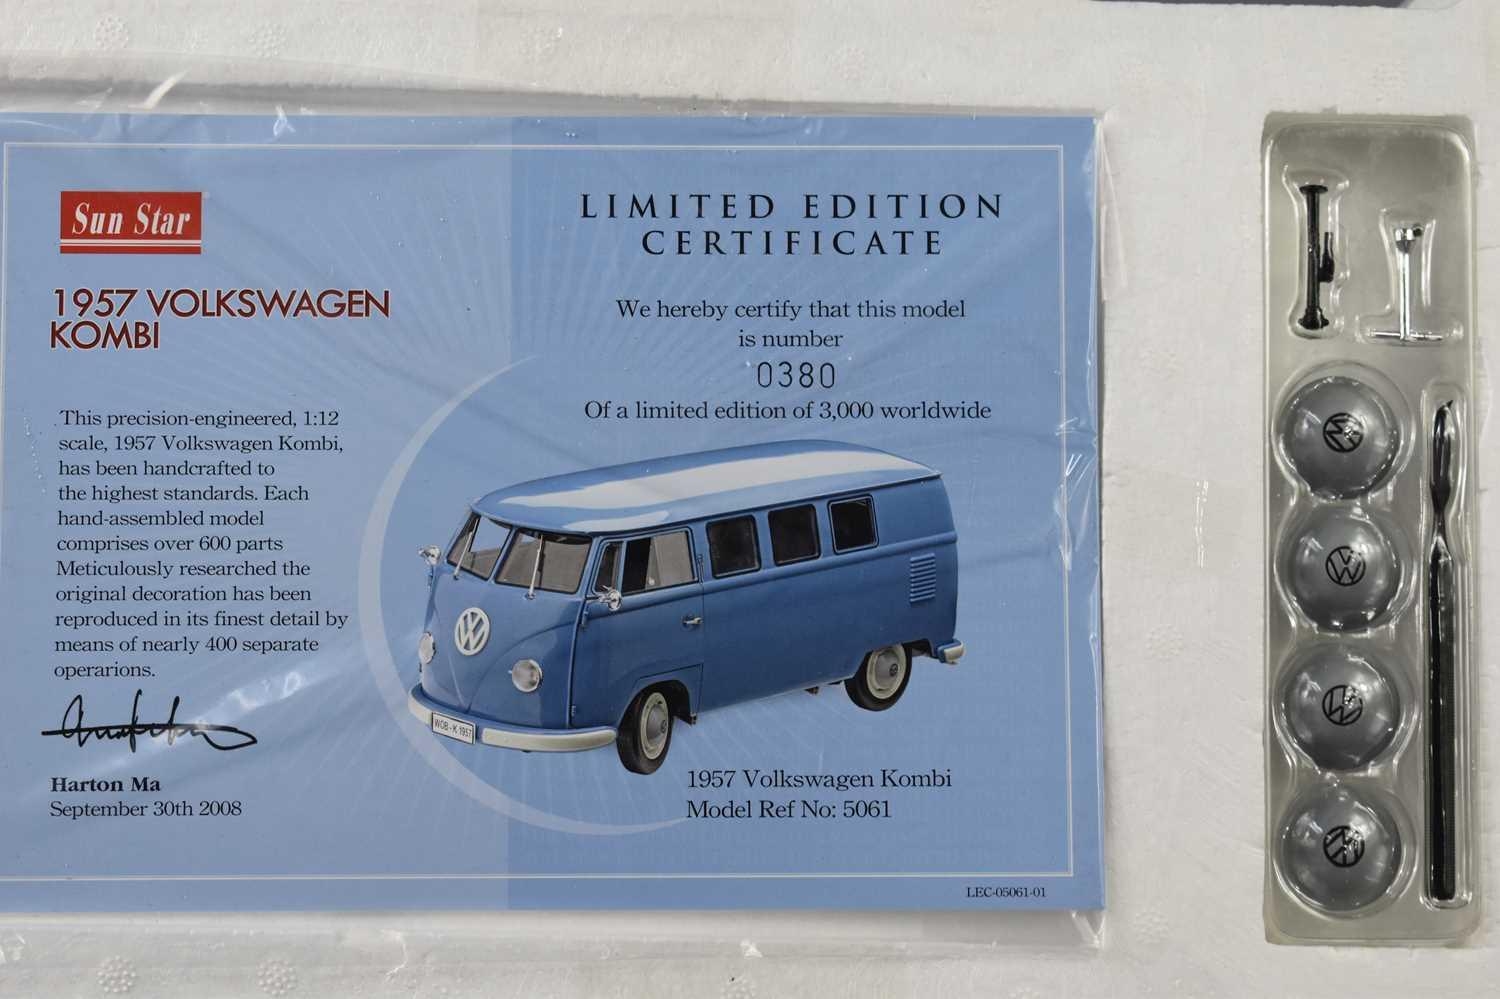 Sun Star
1957 VOLKSWAGEN
KOMBI
This precision-engineered, 1:12
scale, 1957 Volkswagen Kombi,
has been handcrafted to
the highest standards. Each
hand-assembled model
comprises over 600 parts
Meticulously researched the
original decoration has been
reproduced in its finest detail by
means of nearly 400 separate
operarions.
Harton Ma
September 30th 2008
LIMITED EDITION
CERTIFICATE
We hereby certify that this model
is number
0380
Of a limited edition of 3,000 worldwide
WOB-K 1957
1957 Volkswagen Kombi
Model Ref No: 5061
LEC-05061-01